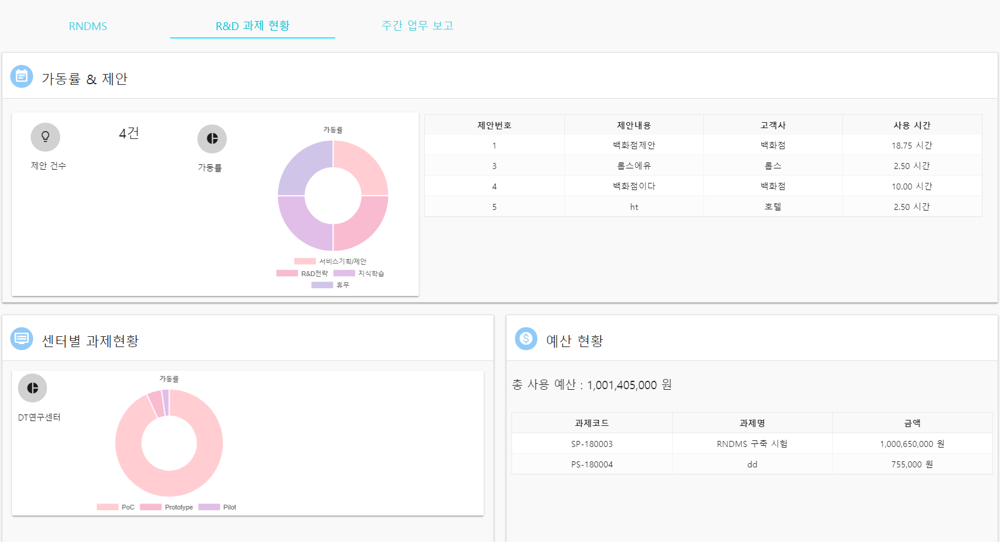 RNDMS R&D 과제 현황 주간 업무 보고
가동률 & 제안
4건
제안 건수
가동률
가동률
서비스기획/제안
R&D전략 지식학습
휴무
제안번호 제안내용 고객사 사용 시간
1 백화점제안 백화점 18.75 시간
3 롭스에유 롭스 2.50 시간
4 백화점이다 백화점 10.00 시간
5 ht 호텔 2.50 시간
센터별 과제현황
가동률
DT연구센터
PoC Prototype Pilot
예산 현황
총 사용 예산 : 1,001,405,000 원
과제코드 과제명 금액
SP-180003 RNDMS 구축 시험 1,000,650,000 원
PS-180004 dd 755,000 원